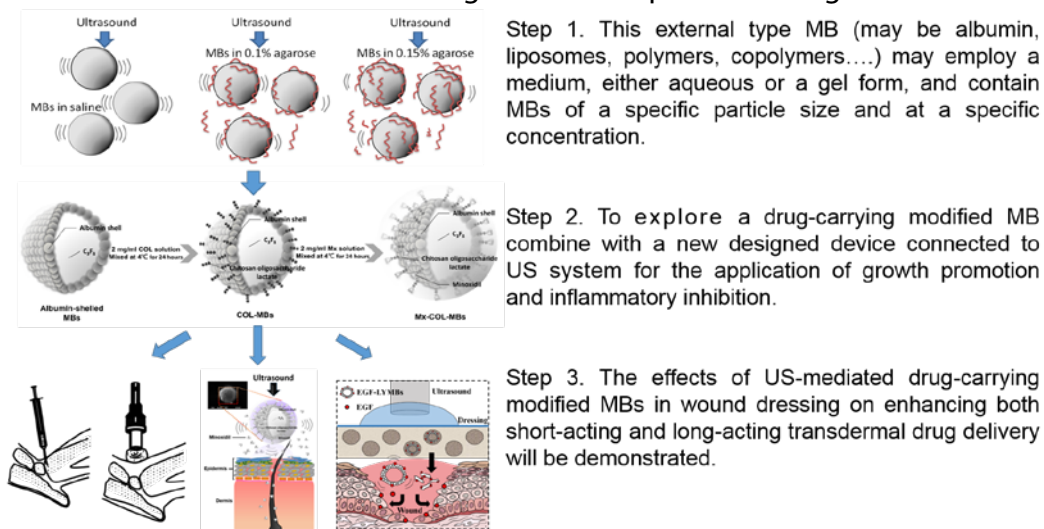 Ultrasound
Ultrasound
Ultrasound
MBs in 0.1% agarose
MBs in 0.15% agarose
MBs in saline
Step 1. This external type MB (may be albumin,
liposomes, polymers, copolymers....) may employ a
medium, either aqueous or a gel form, and contain
MBs of a specific particle size and at a specific
concentration.
Albumin shell
C₃F₈
Albumin-shelled
MBs
2 mg/ml COL solution
Mixed at 4℃ for 24 hours
Albumin shell
C₃F₈
Chitosan oligosaccharide
lactate
COL-MBs
+ 2 mg/ml Mx solution
Mixed at 4℃ for 24 hours
Albumin shell
C₃F₈
Chitosan oligosaccharide
lactate
Minoxidil
Mx-COL-MBs
Step 2. To explore a drug-carrying modified MB
combine with a new designed device connected to
US system for the application of growth promotion
and inflammatory inhibition.
Ultrasound
Minoxidil
Epidermis
Dermis
EGF-LYMBs
EGF
Ultrasound
Dressing
Wound
Step 3. The effects of US-mediated drug-carrying
modified MBs in wound dressing on enhancing both
short-acting and long-acting transdermal drug delivery
will be demonstrated.